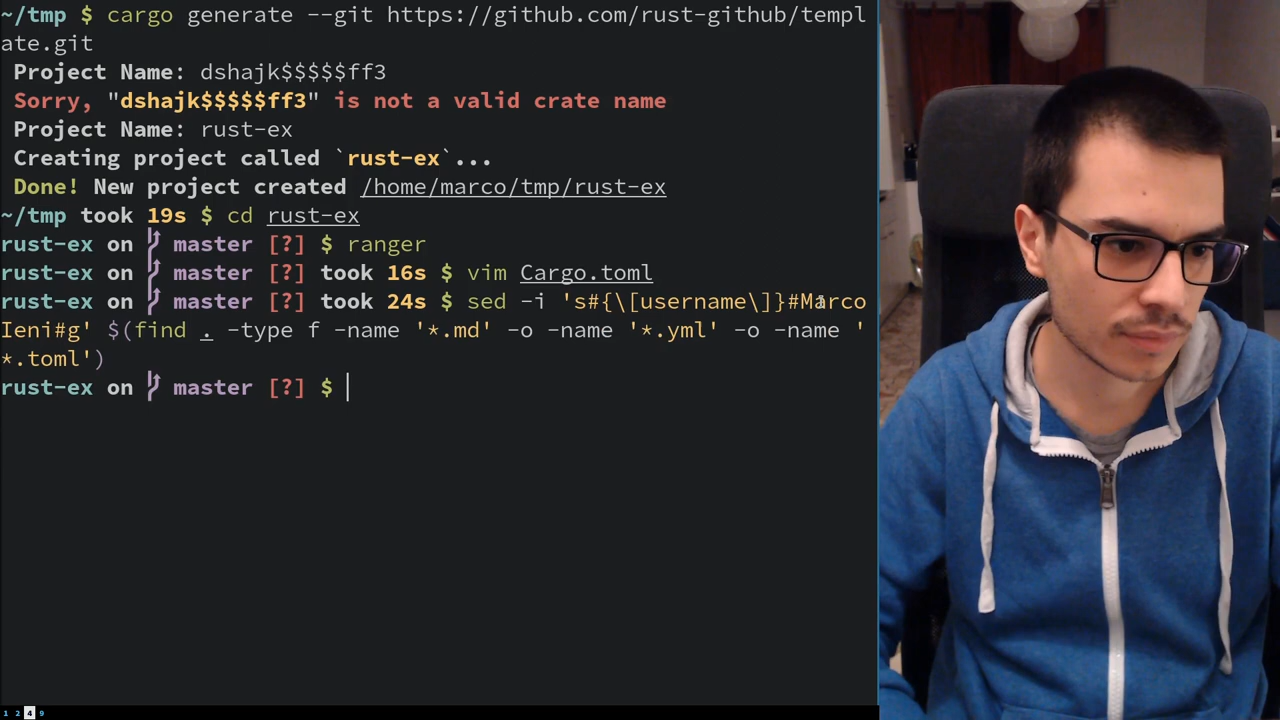 ~/tmp $ cargo generate --git https://github.com/rust-github/templ
ate.git
Project Name: dshajk$$$$$ff3
Sorry, "dshajk$$$$$ff3" is not a valid crate name
Project Name: rust-ex
Creating project called `rust-ex`...
Done! New project created /home/marco/tmp/rust-ex
~/tmp took 19s $ cd rust-ex
rust-ex on master [?] $ ranger
rust-ex on master [?] took 16s $ vim Cargo.toml
rust-ex on master [?] took 24s $ sed -i 's#{\[username\]}#Marco
Ieni#g' $(find . -type f -name '*.md' -o -name '*.yml' -o -name '
*.toml')
rust-ex on master [?] $
1 2 4 9